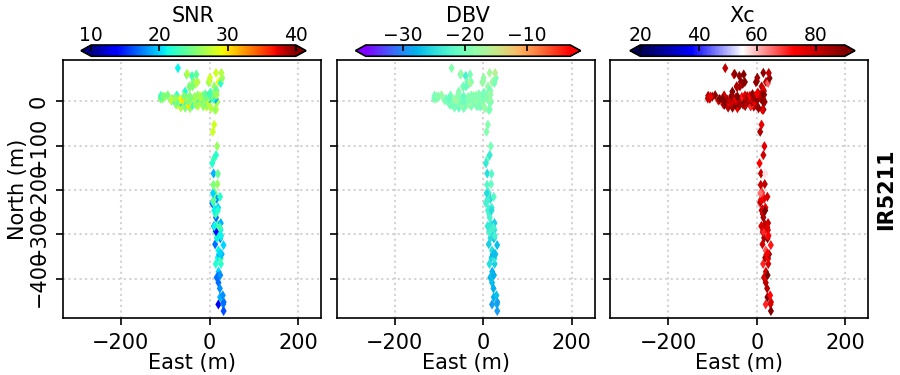 SNR DBV Xc
10 20 30 40 −30 −20 −10 20 40 60 80
0
−100
−200
−300
−400
North (m)
IR5211
−200 0 200 −200 0 200 −200 0 200
East (m) East (m) East (m)